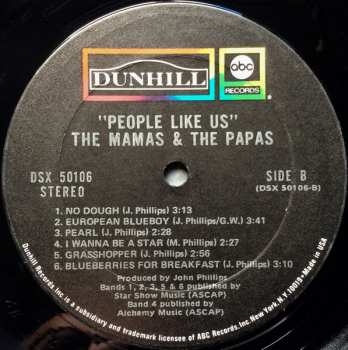 DUNHILL
abc
RECORDS
"PEOPLE LIKE US"
THE MAMAS & THE PAPAS
DSX 50106
STEREO
SIDE B
(DSX 50106-B)
1. NO DOUGH (J. Phillips) 3:13
2. EUROPEAN BLUEBOY (J. Phillips/G.W.) 3:41
3. PEARL (J. Phillips) 2:28
4. I WANNA BE A STAR (M. Phillips) 2:27
5. GRASSHOPPER (J. Phillips) 2:56
6. BLUEBERRIES FOR BREAKFAST (J. Phillips) 3:10
Produced by John Phillips
Bands 1, 2, 3, 5 & 6 published by
Star Show Music (ASCAP)
Band 4 published by
Alchemy Music (ASCAP)
Dunhill Records, Inc. is a subsidiary and trademark licensee of ABC Records, Inc. New York, N.Y. 10019 • Made in USA